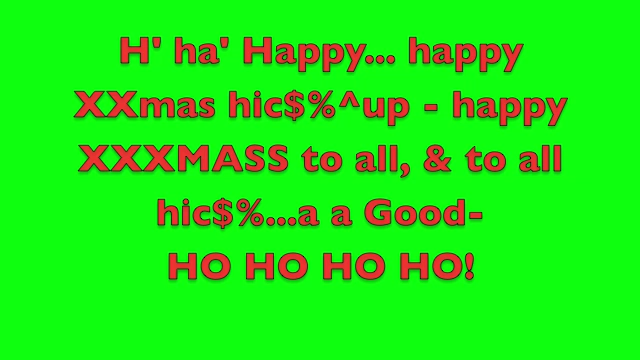 H' ha' Happy... happy
XXmas hic$%^up - happy
XXXMASS to all, & to all
hic$%...a a Good-
HO HO HO HO!